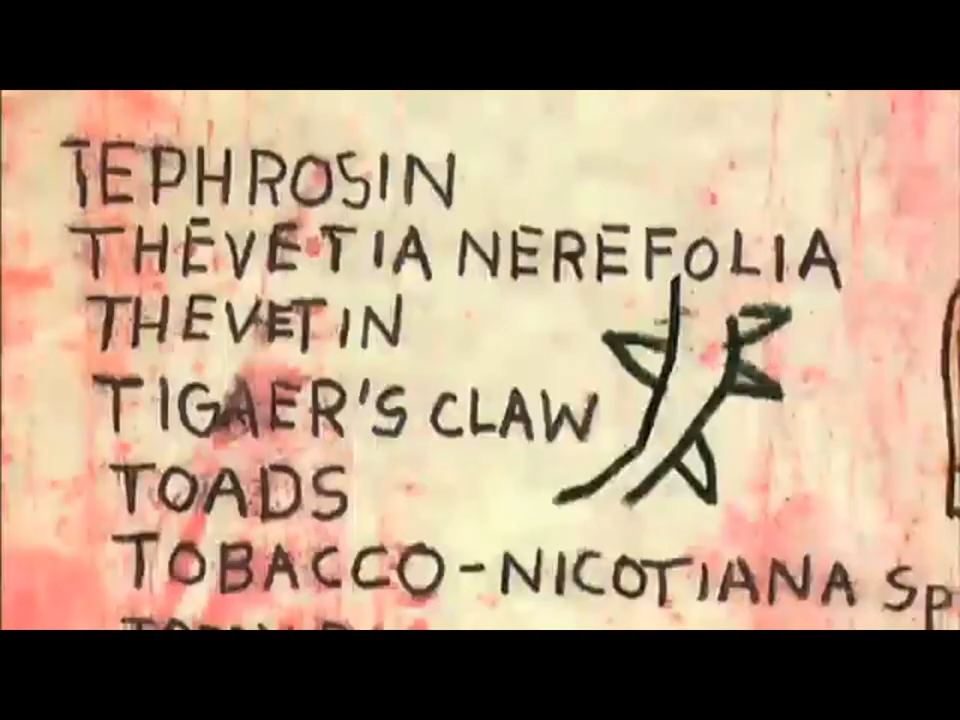 TEPHROSIN
THEVETIA NEREFOLIA
THEVETIN
TIGAER'S CLAW
TOADS
TOBACCO-NICOTIANA SP